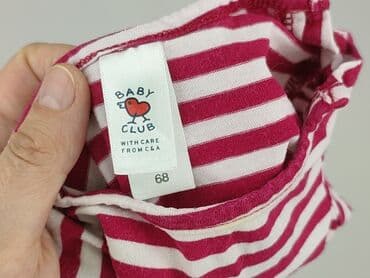 BABY
CLUB
WITH CARE
FROM C&A
68